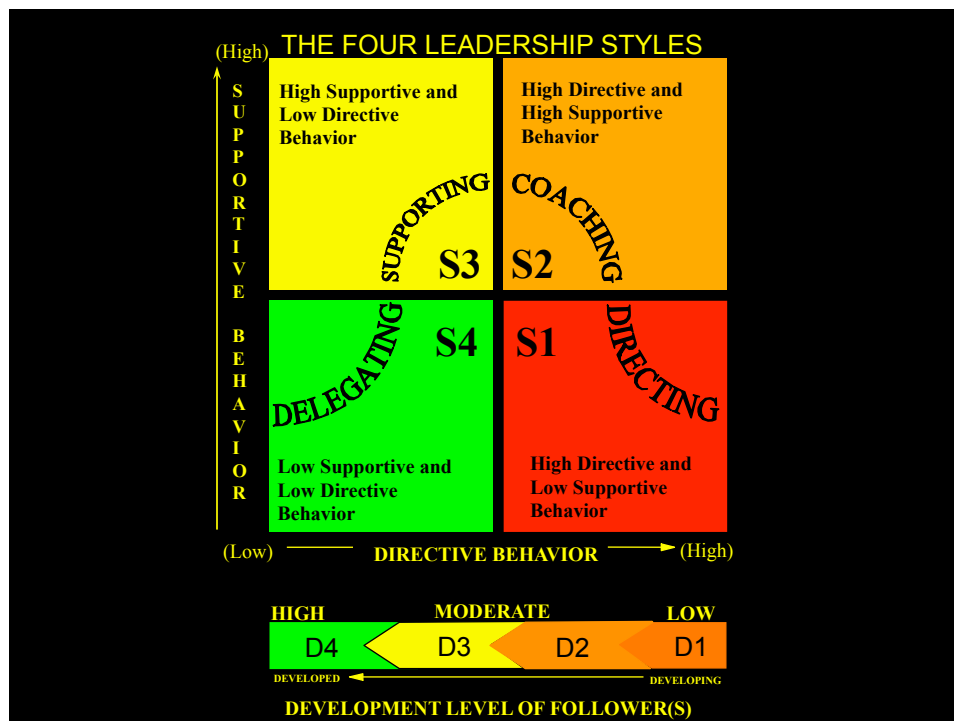 THE FOUR LEADERSHIP STYLES
(High)
SUPPORTIVE BEHAVIOR
High Supportive and
Low Directive
Behavior
SUPPORTING
S3
High Directive and
High Supportive
Behavior
COACHING
S2
DELEGATING
S4
Low Supportive and
Low Directive
Behavior
S1
DIRECTING
High Directive and
Low Supportive
Behavior
(Low)
DIRECTIVE BEHAVIOR
(High)
HIGH
MODERATE
LOW
D4
D3
D2
D1
DEVELOPED
DEVELOPING
DEVELOPMENT LEVEL OF FOLLOWER(S)